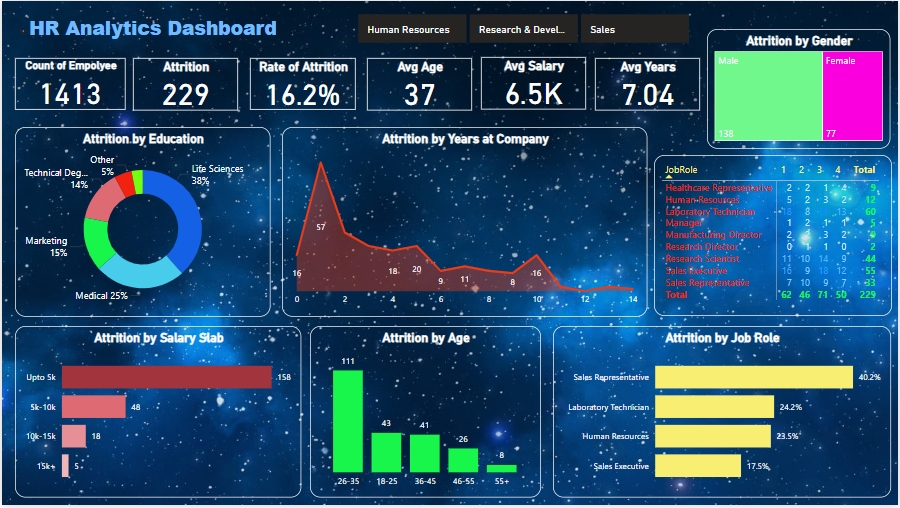 HR Analytics Dashboard
Human Resources
Research & Devel...
Sales
Count of Empolyee
1413
Attrition
229
Rate of Attrition
16.2%
Avg Age
37
Avg Salary
6.5K
Avg Years
7.04
Attrition by Gender
Male
Female
138
77
Attrition by Education
Other
5%
Life Sciences
38%
Technical Deg...
14%
Marketing
15%
Medical 25%
Attrition by Years at Company
57
16
18
20
9
11
8
16
0 2 4 6 8 10 12 14
JobRole 1 2 3 4 Total
Healthcare Representative 2 2 1 4 9
Human Resources 5 2 3 2 12
Laboratory Technician 8 13 60
Manager 1 2 1 1 5
Manufacturing Director 2 3 2
Research Director 0 1 1 0 2
Research Scientist 11 10 14 9 44
Sales Executive 16 9 18 12 55
Sales Representative 7 10 9 7 33
Total 62 46 71 50 229
Attrition by Salary Slab
Upto 5k 158
5k-10k 48
10k-15k 18
15k+ 5
Attrition by Age
111
43
41
26
8
26-35 18-25 36-45 46-55 55+
Attrition by Job Role
Sales Representative 40.2%
Laboratory Technician 24.2%
Human Resources 23.5%
Sales Executive 17.5%